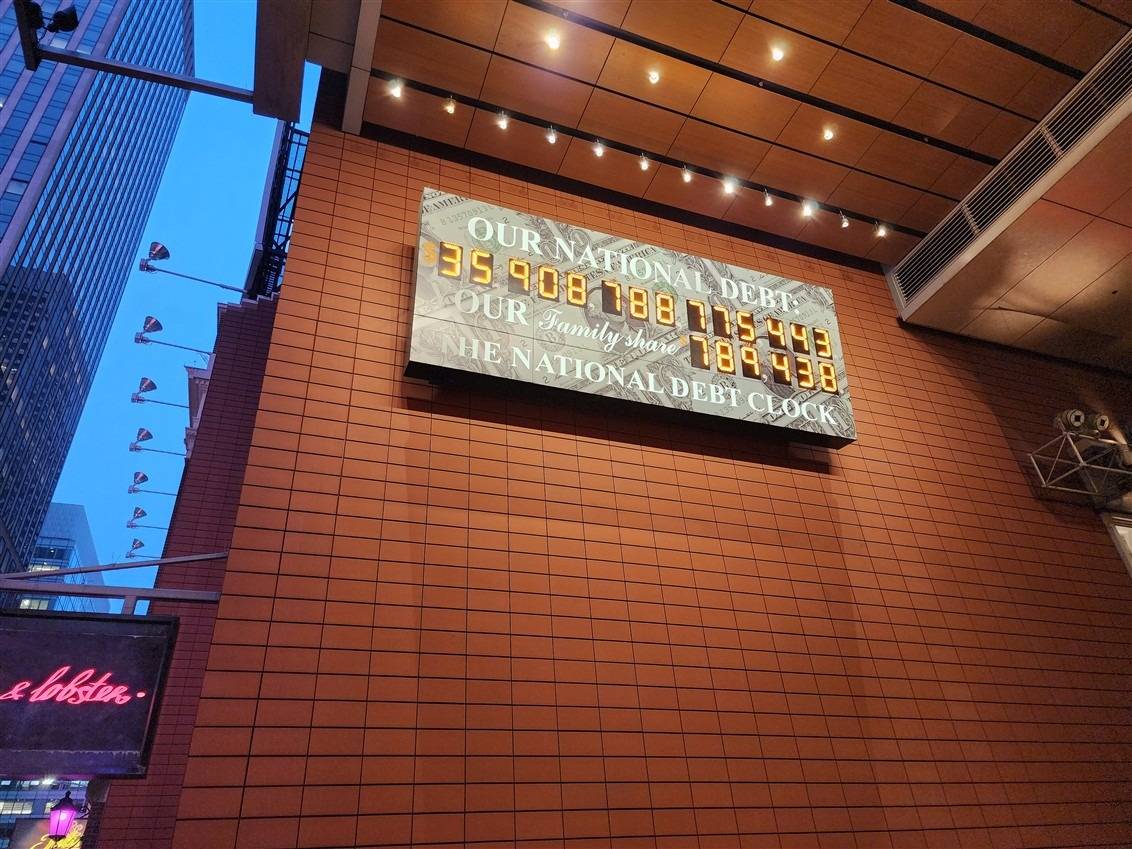 OUR NATIONAL DEBT:
$35 908 788 775 443
OUR Family share $789,438
THE NATIONAL DEBT CLOCK
& lobster.